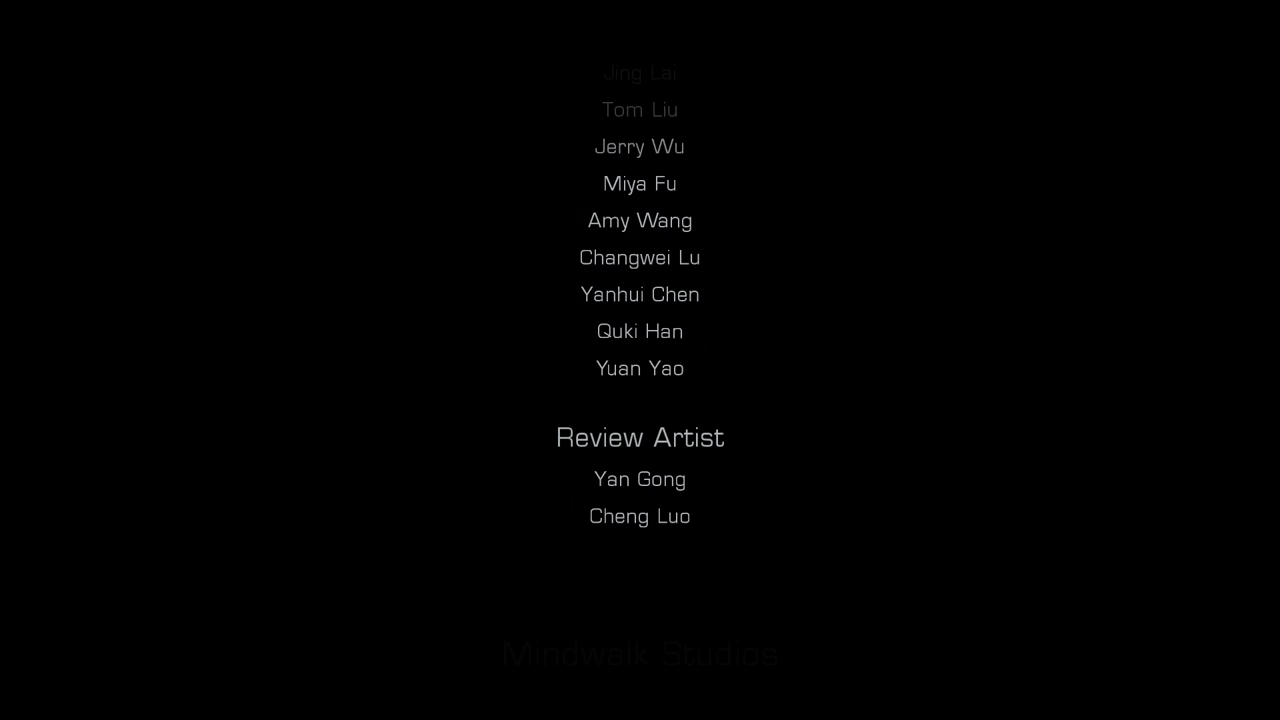 Jing Lai
Tom Liu
Jerry Wu
Miya Fu
Amy Wang
Changwei Lu
Yanhui Chen
Quki Han
Yuan Yao
Review Artist
Yan Gong
Cheng Luo
Mindwalk Studios